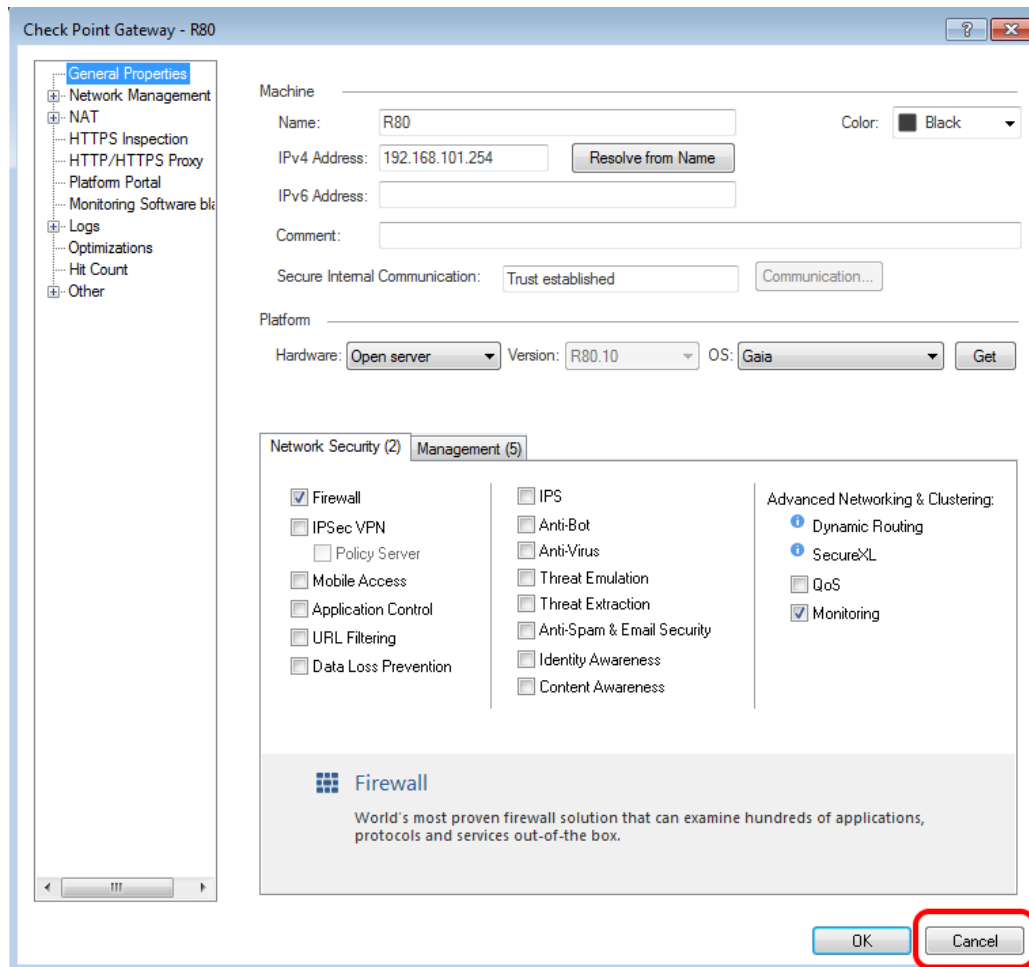 Check Point Gateway - R80
General Properties
Network Management
NAT
HTTPS Inspection
HTTP/HTTPS Proxy
Platform Portal
Monitoring Software bla
Logs
Optimizations
Hit Count
Other
Machine
Name: R80 Color: Black
IPv4 Address: 192.168.101.254 Resolve from Name
IPv6 Address:
Comment:
Secure Internal Communication: Trust established Communication...
Platform
Hardware: Open server Version: R80.10 OS: Gaia Get
Network Security (2) Management (5)
Firewall
IPSec VPN
Policy Server
Mobile Access
Application Control
URL Filtering
Data Loss Prevention
IPS
Anti-Bot
Anti-Virus
Threat Emulation
Threat Extraction
Anti-Spam & Email Security
Identity Awareness
Content Awareness
Advanced Networking & Clustering:
Dynamic Routing
SecureXL
QoS
Monitoring
Firewall
World's most proven firewall solution that can examine hundreds of applications,
protocols and services out-of-the box.
OK Cancel